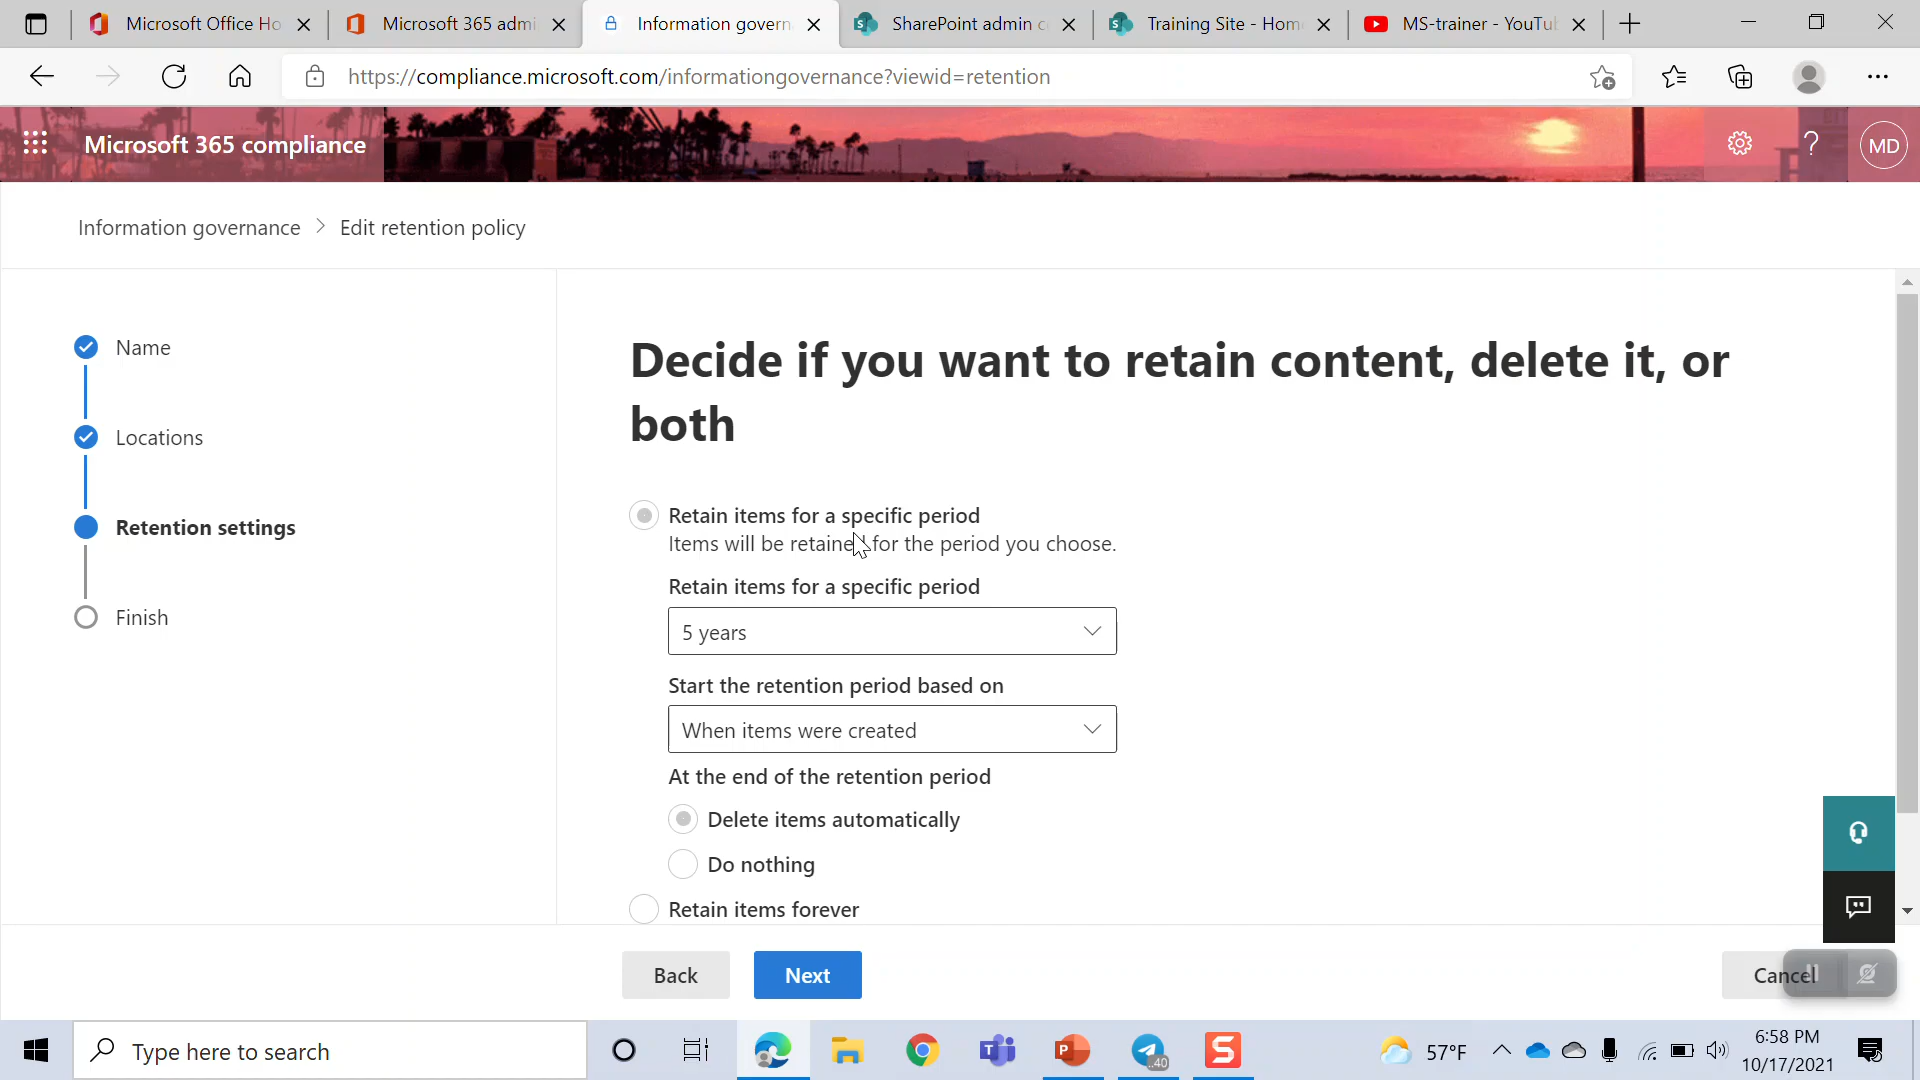 Microsoft Office Ho
Microsoft 365 admi
Information govern
SharePoint admin c
Training Site - Hom
MS-trainer - YouTu
https://compliance.microsoft.com/informationgovernance?viewid=retention
Microsoft 365 compliance
MD
Information governance > Edit retention policy
Name
Locations
Retention settings
Finish
Decide if you want to retain content, delete it, or
both
Retain items for a specific period
Items will be retained for the period you choose.
Retain items for a specific period
5 years
Start the retention period based on
When items were created
At the end of the retention period
Delete items automatically
Do nothing
Retain items forever
Back
Next
Cancel
Type here to search
40
57°F
6:58 PM
10/17/2021